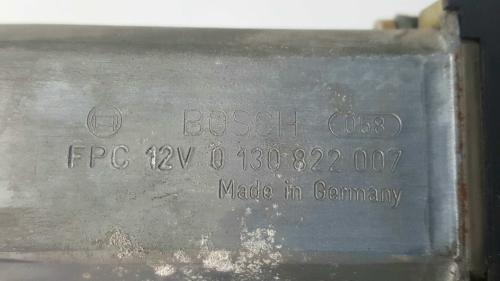 BOSCH 058
FPC 12V 0 130 822 007
Made in Germany